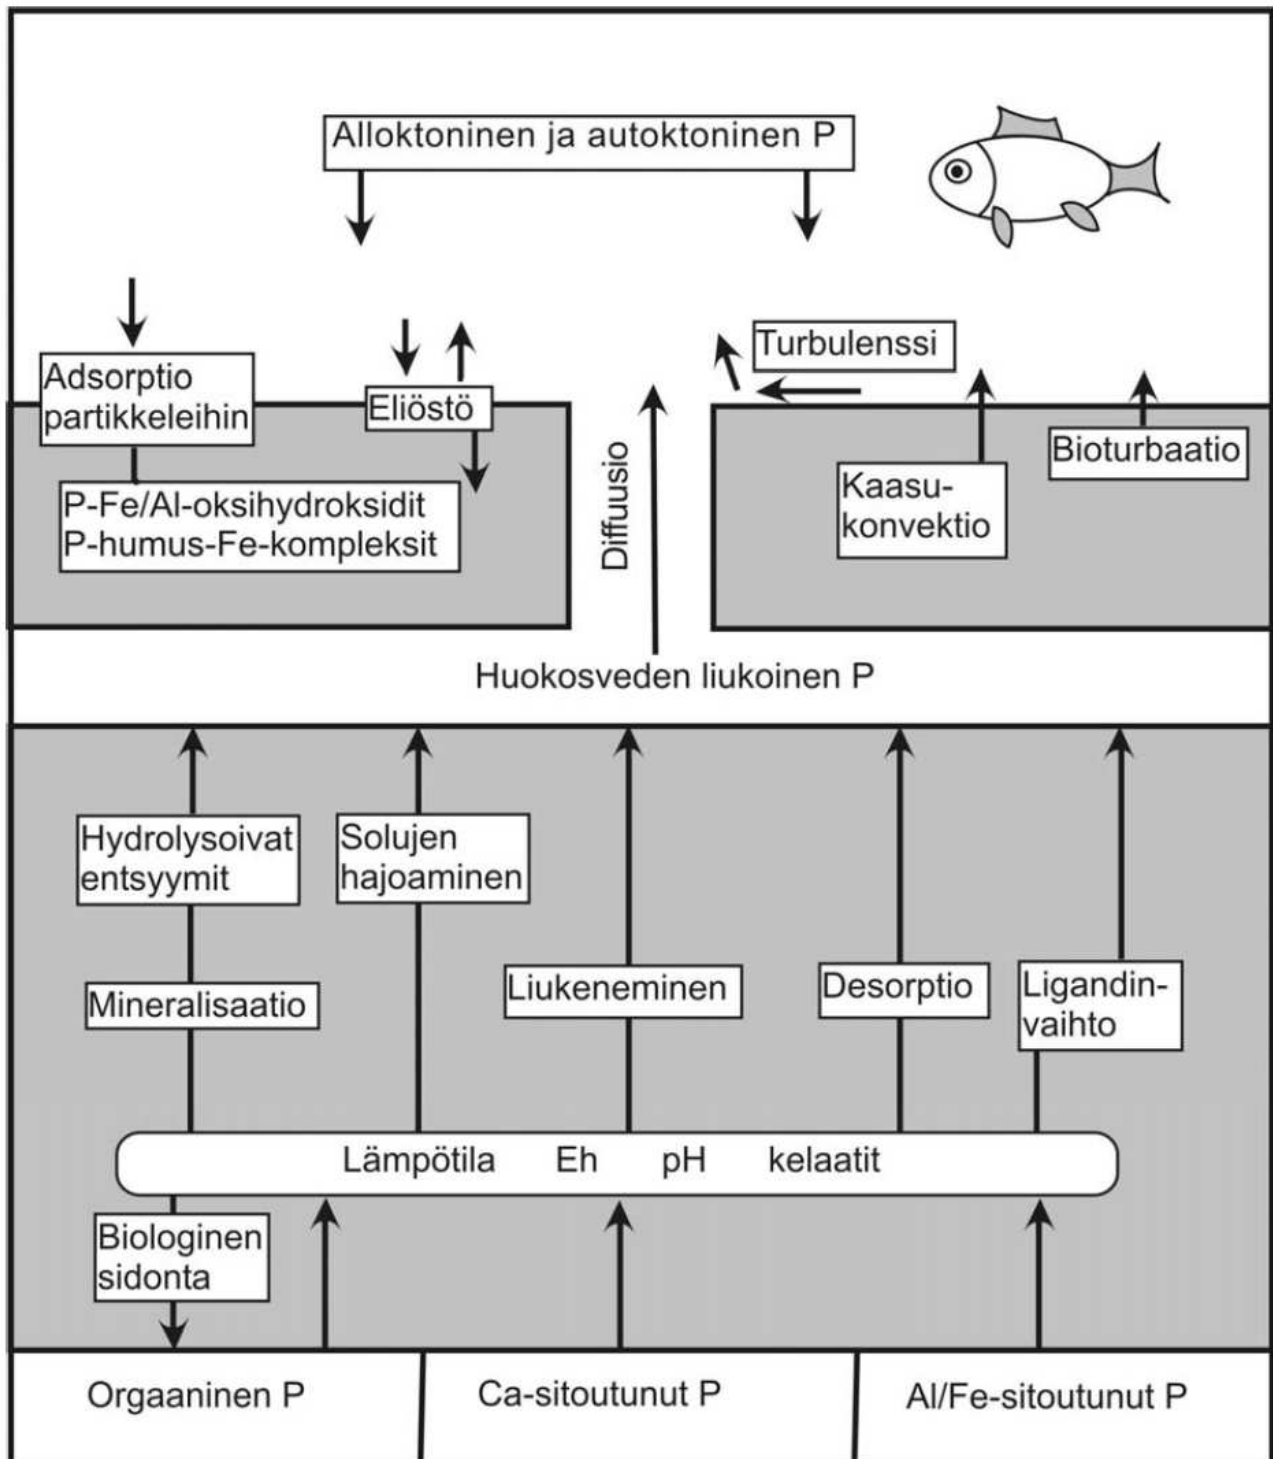 Alloktoninen ja autoktoninen P
Turbulenssi
Adsorptio
partikkeleihin
Eliöstö
Bioturbaatio
Kaasu-
konvektio
P-Fe/Al-oksihydroksidit
P-humus-Fe-kompleksit
Diffuusio
Huokosveden liukoinen P
Hydrolysoivat
entsyymit
Solujen
hajoaminen
Mineralisaatio
Liukeneminen
Desorptio
Ligandin-
vaihto
Lämpötila Eh pH kelaatit
Biologinen
sidonta
Orgaaninen P
Ca-sitoutunut P
Al/Fe-sitoutunut P